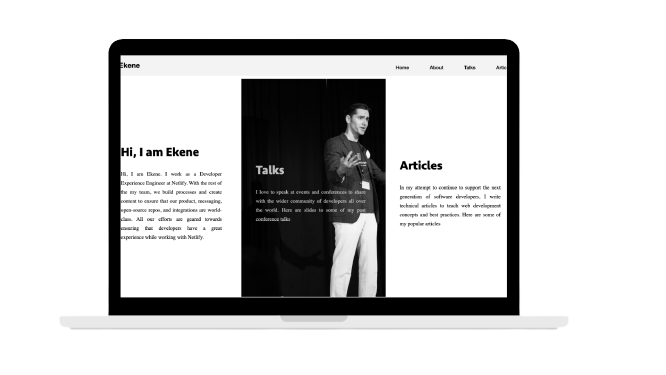 Ekene
Home About Talks Artic
Hi, I am Ekene
Hi, I am Ekene. I work as a Developer
Experience Engineer at Netlify. With the rest of
the my team, we build processes and create
content to ensure that our product, messaging,
open-source repos, and integrations are world-
class. All our efforts are geared towards
ensuring that developers have a great
experience while working with Netlify.
Talks
I love to speak at events and conferences to share
with the wider community of developers all over
the world. Here are slides to some of my past
conference talks
Articles
In my attempt to continue to support the next
generation of software developers, I write
technical articles to teach web development
concepts and best practices. Here are some of
my popular articles